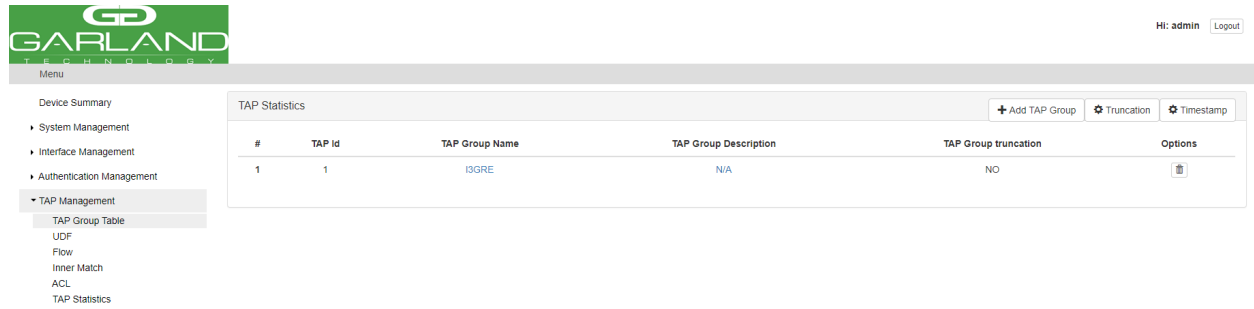 GARLAND
TECHNOLOGY
Hi: admin Logout
Menu
Device Summary
System Management
Interface Management
Authentication Management
TAP Management
TAP Group Table
UDF
Flow
Inner Match
ACL
TAP Statistics
TAP Statistics
Add TAP Group Truncation Timestamp
# TAP Id TAP Group Name TAP Group Description TAP Group truncation Options
1 1 l3GRE N/A NO